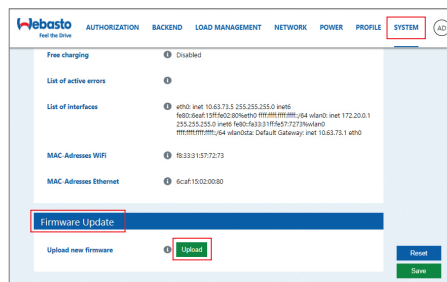 Webasto
Feel the Drive
AUTHORIZATION BACKEND LOAD MANAGEMENT NETWORK POWER PROFILE SYSTEM AD
Free charging Disabled
List of active errors
List of interfaces eth0: inet 10.63.73.5 255.255.255.0 inet6
fe80::6eaf:15ff:fe02:80%eth0 ffff:ffff:ffff:ffff::/64 wlan0: inet 172.20.0.1
255.255.255.0 inet6 fe80::fa33:31ff:fe57:7273%wlan0
ffff:ffff:ffff:ffff::/64 wlan0sta: Default Gateway: inet 10.63.73.1 eth0
MAC-Adresses WiFi f8:33:31:57:72:73
MAC-Adresses Ethernet 6c:af:15:02:00:80
Firmware Update
Upload new firmware Upload
Reset
Save